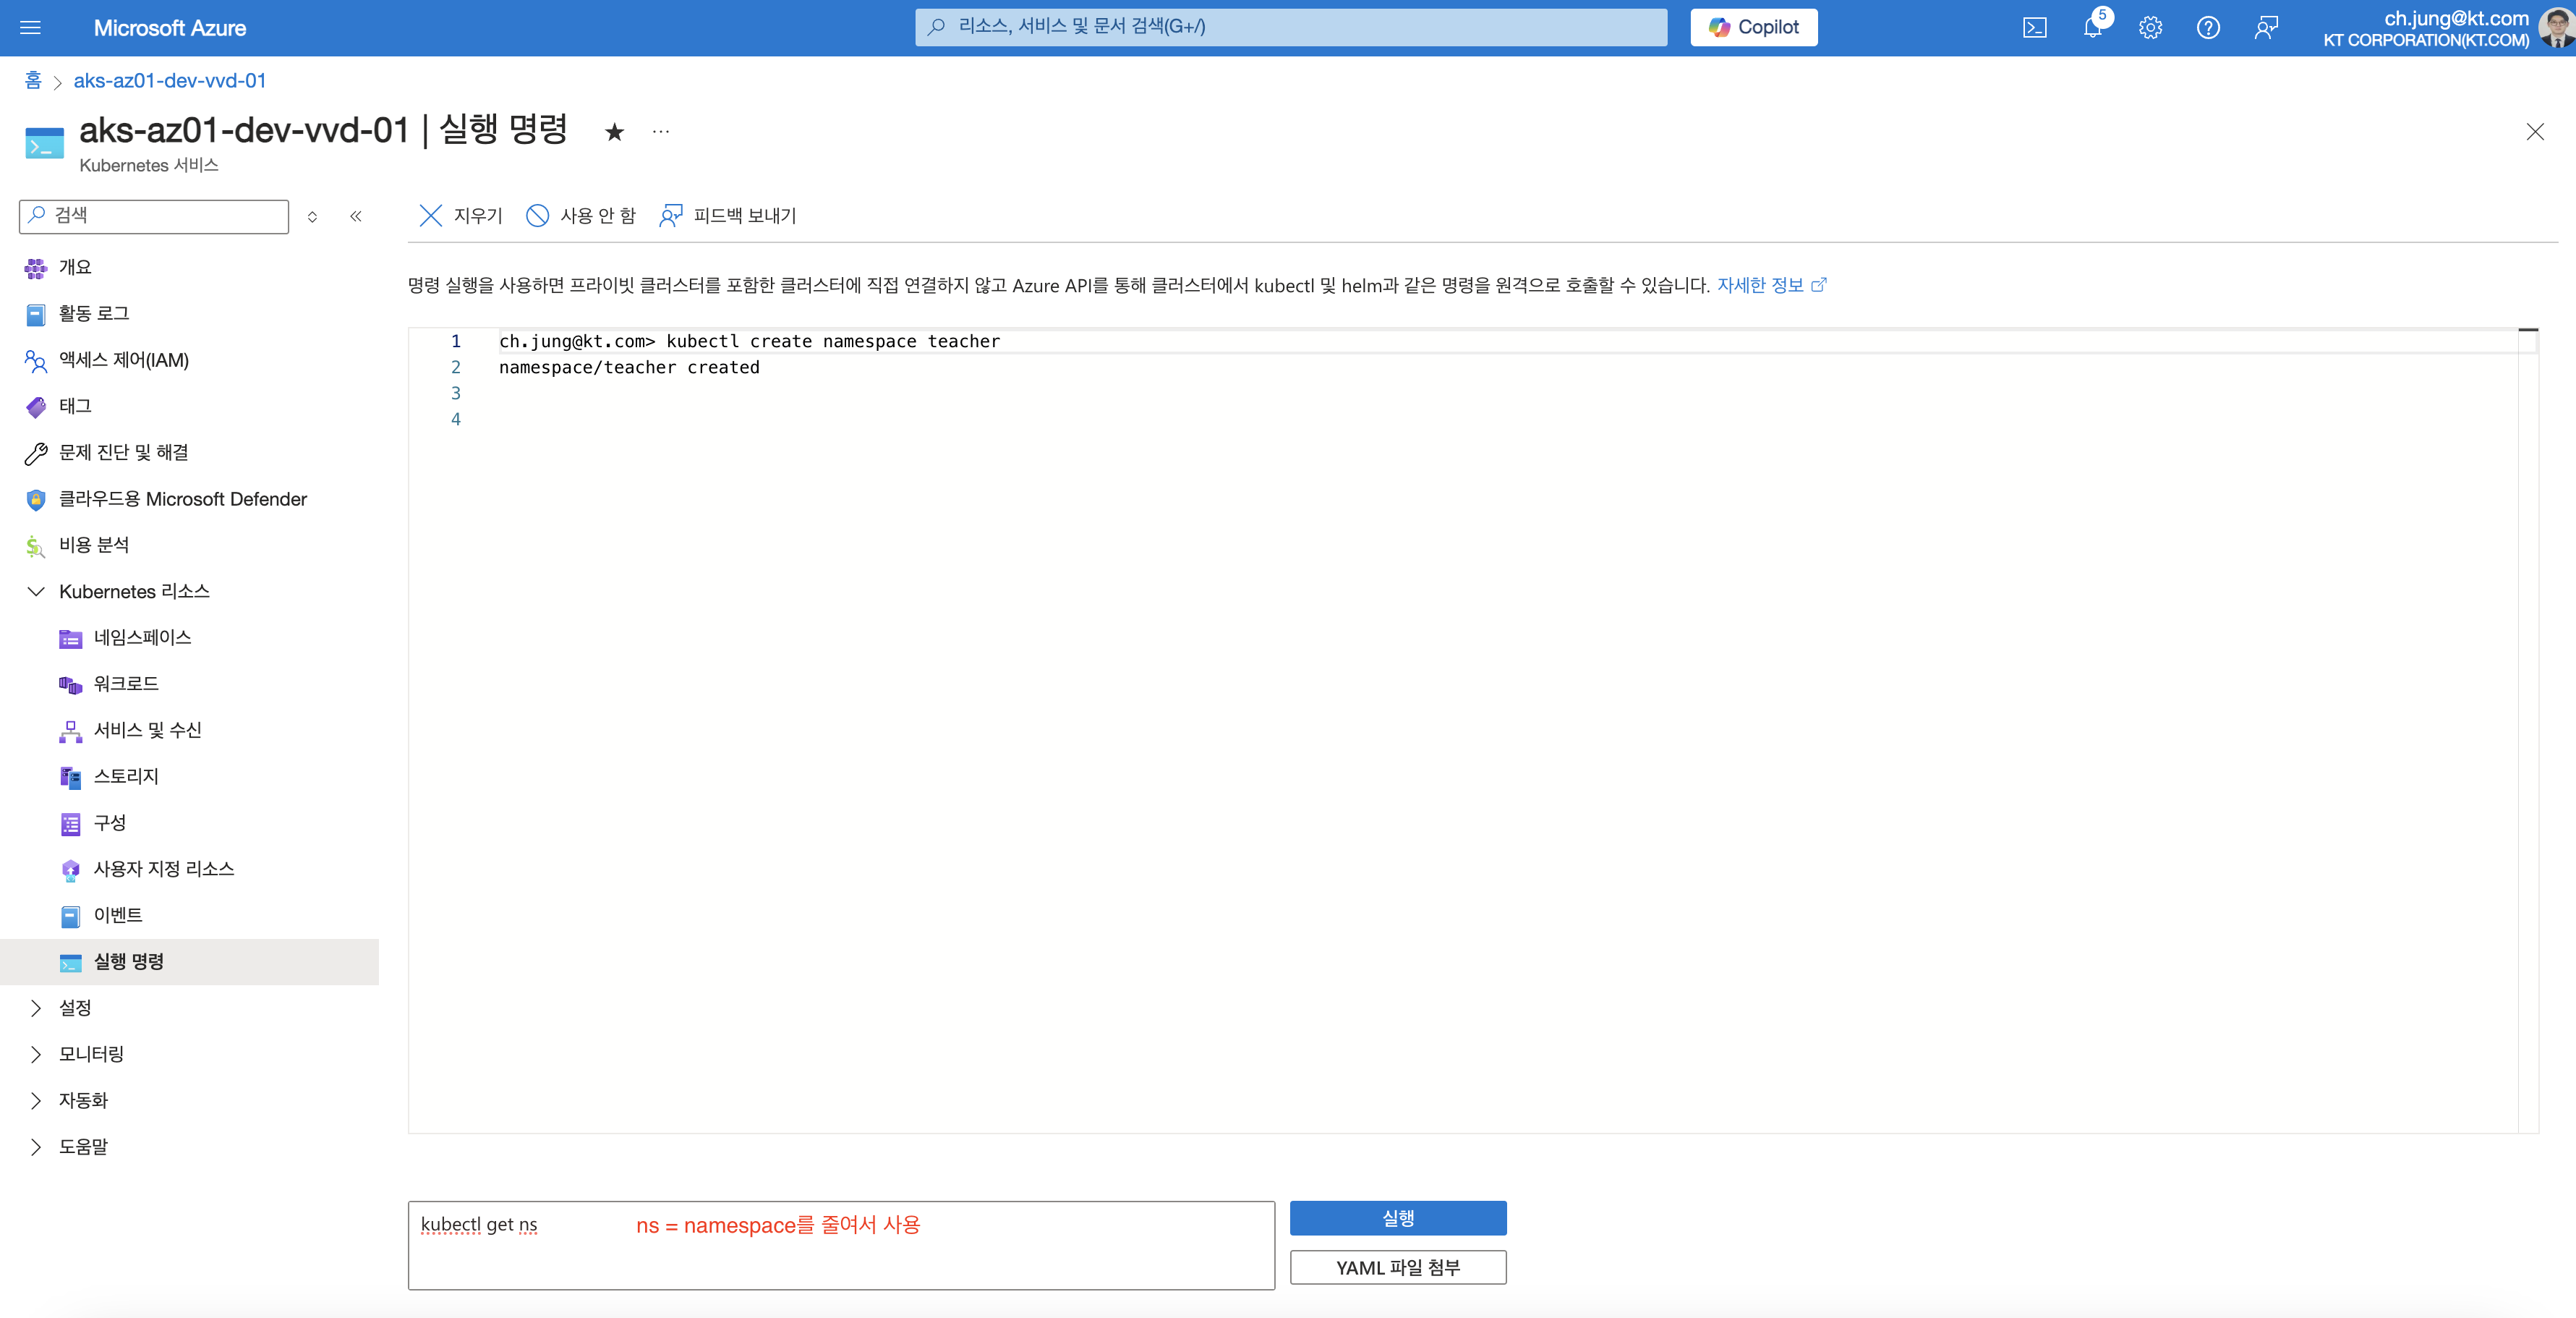 Microsoft Azure
리소스, 서비스 및 문서 검색(G+/)
Copilot
5
ch.jung@kt.com
KT CORPORATION(KT.COM)
홈
aks-az01-dev-vvd-01
aks-az01-dev-vvd-01 | 실행 명령
...
Kubernetes 서비스
검색
지우기
사용 안 함
피드백 보내기
개요
활동 로그
액세스 제어(IAM)
태그
문제 진단 및 해결
클라우드용 Microsoft Defender
비용 분석
Kubernetes 리소스
네임스페이스
워크로드
서비스 및 수신
스토리지
구성
사용자 지정 리소스
이벤트
실행 명령
설정
모니터링
자동화
도움말
명령 실행을 사용하면 프라이빗 클러스터를 포함한 클러스터에 직접 연결하지 않고 Azure API를 통해 클러스터에서 kubectl 및 helm과 같은 명령을 원격으로 호출할 수 있습니다. 자세한 정보
1 ch.jung@kt.com> kubectl create namespace teacher
2 namespace/teacher created
3
4
kubectl get ns
ns = namespace를 줄여서 사용
실행
YAML 파일 첨부